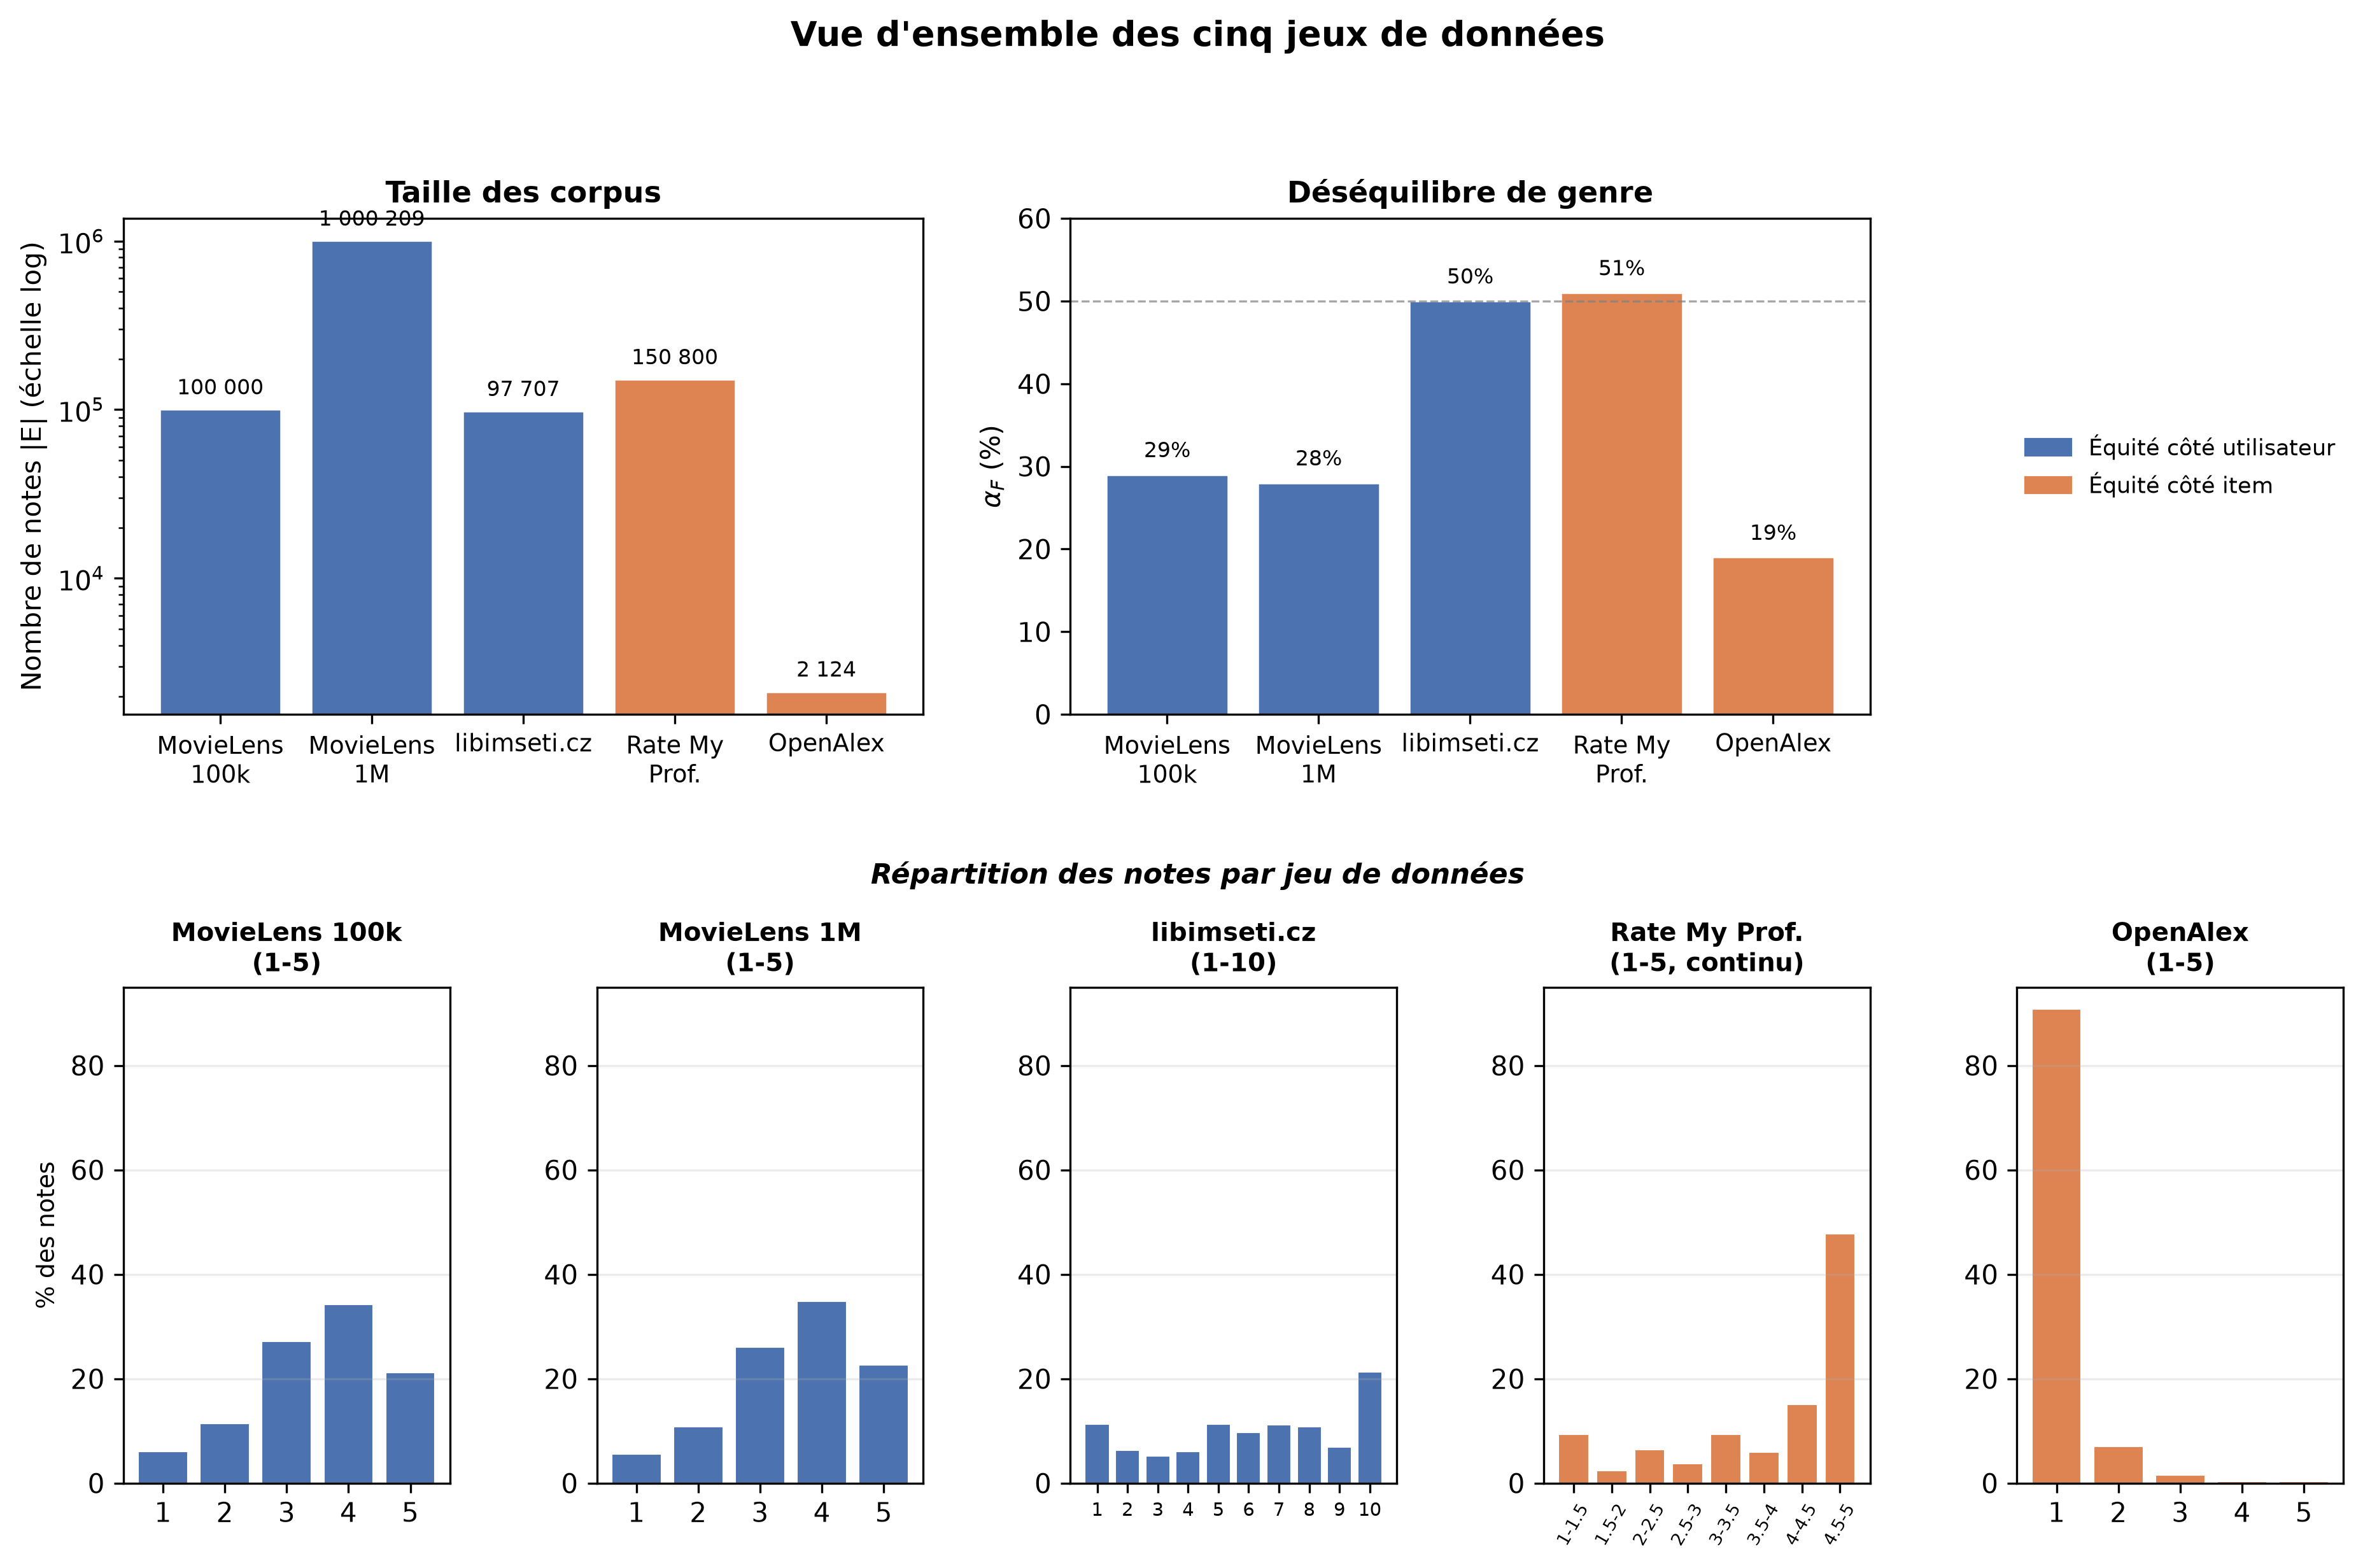 Vue d'ensemble des cinq jeux de données
Taille des corpus
Nombre de notes |E| (échelle log)
10⁶
10⁵
10⁴
100 000
1 000 209
97 707
150 800
2 124
MovieLens
100k
MovieLens
1M
libimseti.cz
Rate My
Prof.
OpenAlex
Déséquilibre de genre
α_F (%)
60
50
40
30
20
10
0
29%
28%
50%
51%
19%
MovieLens
100k
MovieLens
1M
libimseti.cz
Rate My
Prof.
OpenAlex
Équité côté utilisateur
Équité côté item
Répartition des notes par jeu de données
MovieLens 100k
(1-5)
% des notes
80
60
40
20
0
1 2 3 4 5
MovieLens 1M
(1-5)
80
60
40
20
0
1 2 3 4 5
libimseti.cz
(1-10)
80
60
40
20
0
1 2 3 4 5 6 7 8 9 10
Rate My Prof.
(1-5, continu)
80
60
40
20
0
1-1.5 1.5-2 2-2.5 2.5-3 3-3.5 3.5-4 4-4.5 4.5-5
OpenAlex
(1-5)
80
60
40
20
0
1 2 3 4 5